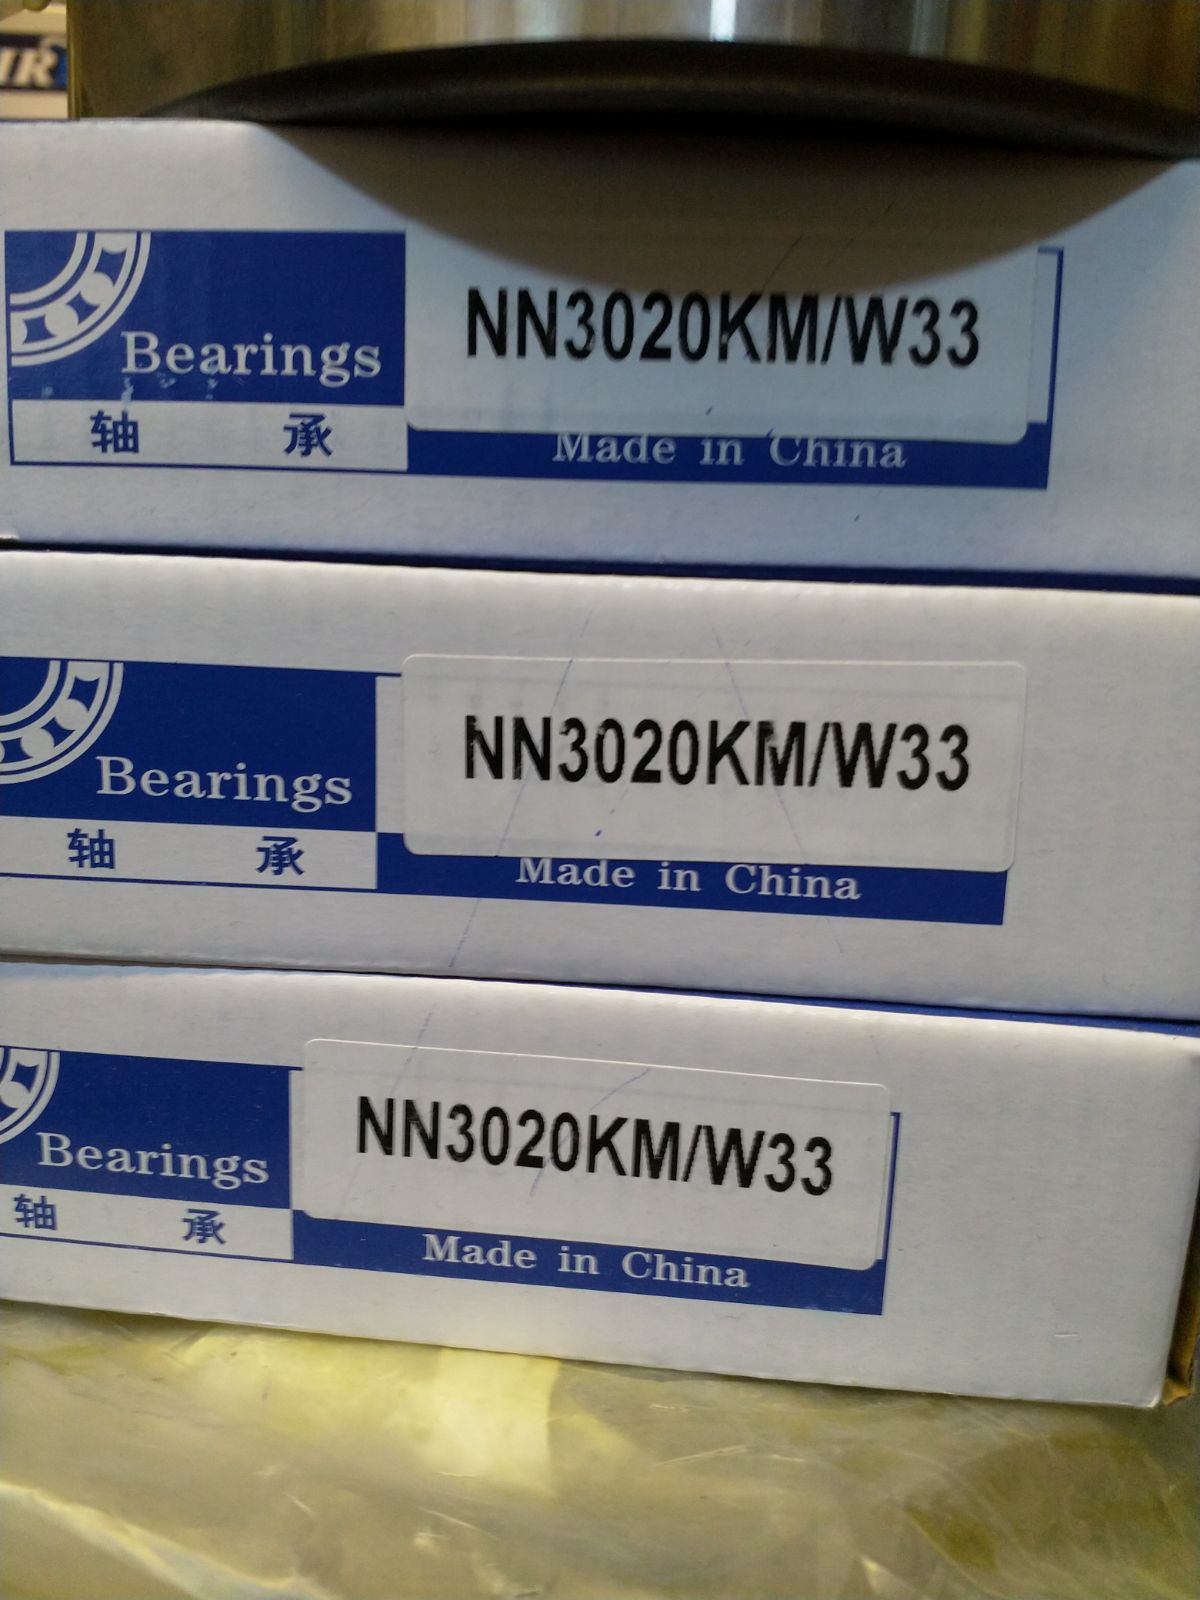 NN3020KM/W33
Bearings
轴 承
Made in China
NN3020KM/W33
Bearings
轴 承
Made in China
NN3020KM/W33
Bearings
轴 承
Made in China